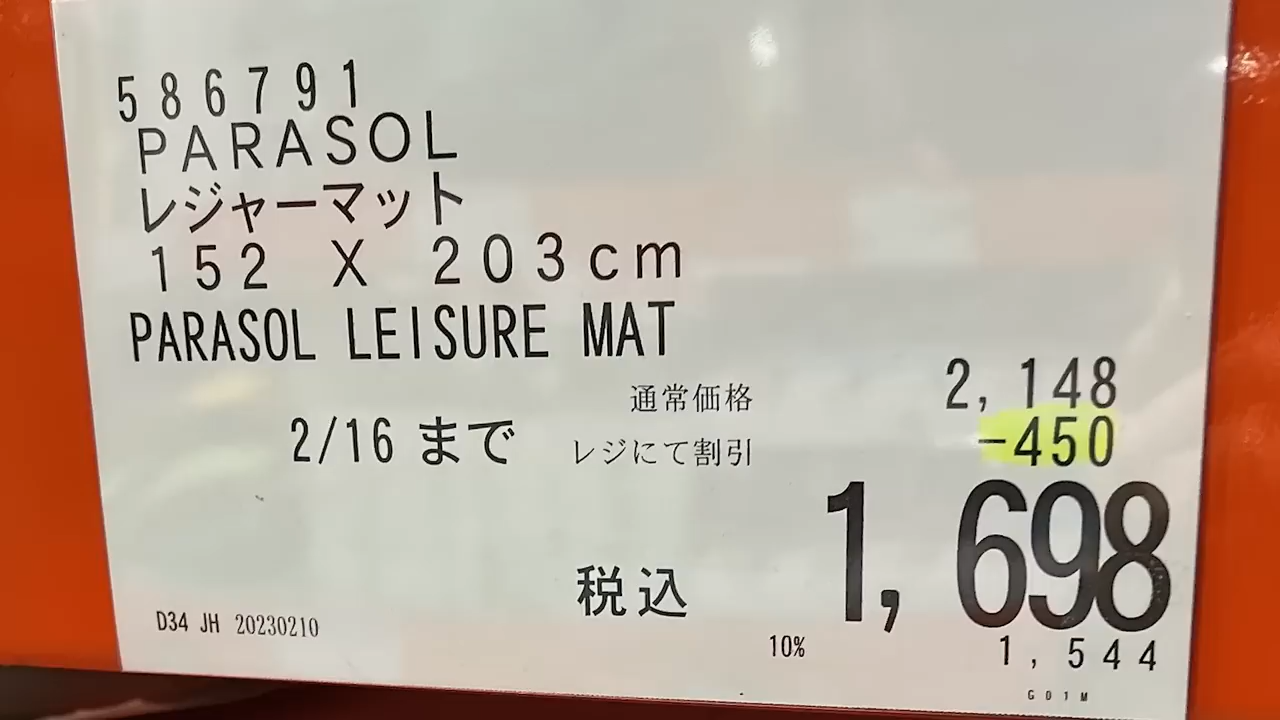 586791
PARASOL
レジャーマット
152 X 203cm
PARASOL LEISURE MAT
通常価格 2,148
2/16 まで レジにて割引 -450
税込 1,698
D34 JH 20230210
10% 1,544
G01M